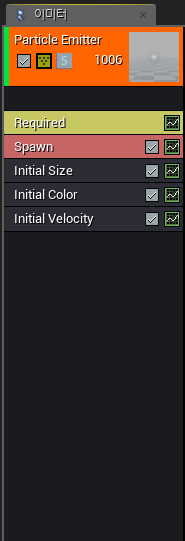 이미터
Particle Emitter
S 1006
Required
Spawn
Initial Size
Initial Color
Initial Velocity